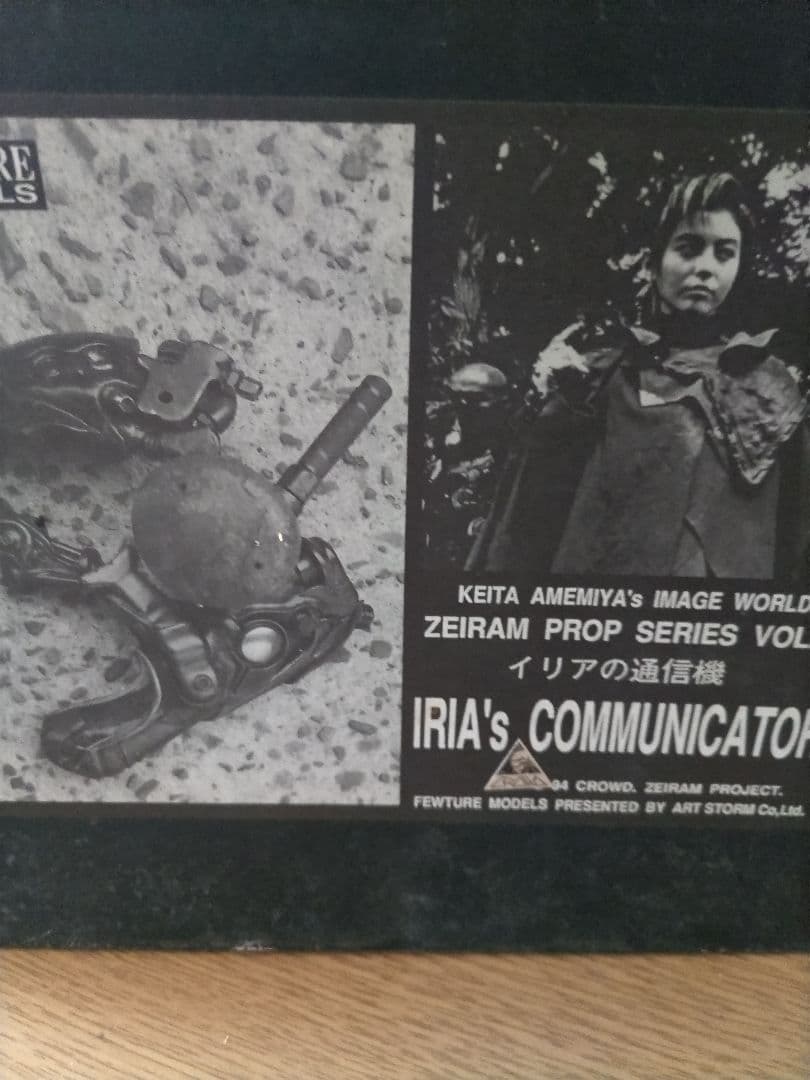 RE
LS
KEITA AMEMIYA's IMAGE WORLD
ZEIRAM PROP SERIES VOL
イリアの通信機
IRIA's COMMUNICATOR
CROWD
94 CROWD. ZEIRAM PROJECT.
FEWTURE MODELS PRESENTED BY ART STORM Co,Ltd.